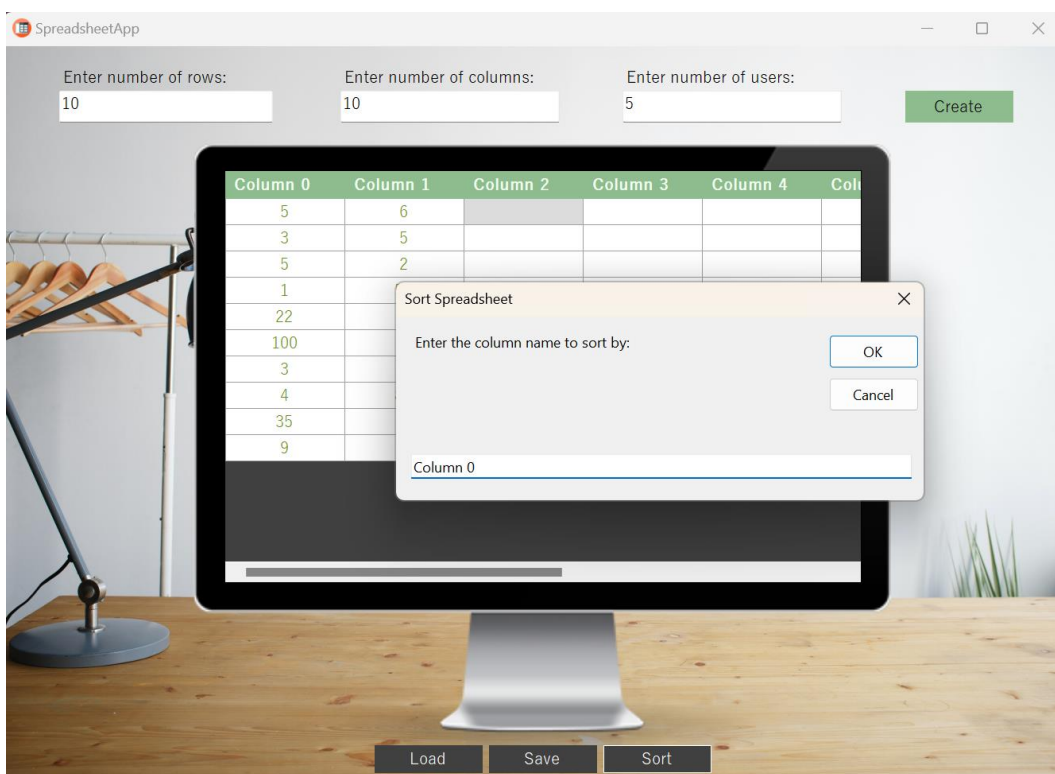 SpreadsheetApp
Enter number of rows: Enter number of columns: Enter number of users:
10 10 5 Create
Column 0 Column 1 Column 2 Column 3 Column 4
5 6
3 5
5 2
1
22
100
3
4
35
9
Sort Spreadsheet
Enter the column name to sort by:
OK
Cancel
Column 0
Load Save Sort